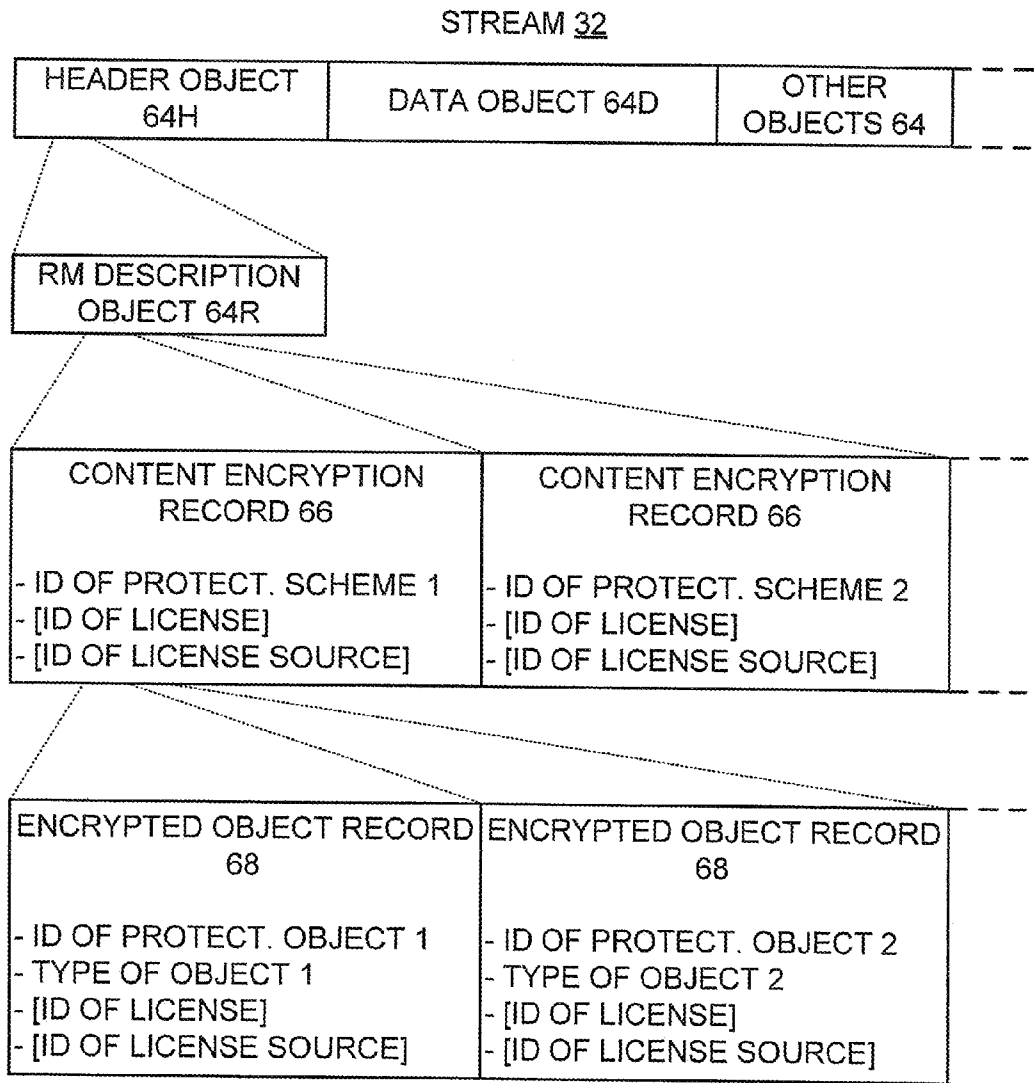 STREAM 32
HEADER OBJECT
64H
DATA OBJECT 64D
OTHER
OBJECTS 64
RM DESCRIPTION
OBJECT 64R
CONTENT ENCRYPTION
RECORD 66
- ID OF PROTECT. SCHEME 1
- [ID OF LICENSE]
- [ID OF LICENSE SOURCE]
CONTENT ENCRYPTION
RECORD 66
- ID OF PROTECT. SCHEME 2
- [ID OF LICENSE]
- [ID OF LICENSE SOURCE]
ENCRYPTED OBJECT RECORD
68
- ID OF PROTECT. OBJECT 1
- TYPE OF OBJECT 1
- [ID OF LICENSE]
- [ID OF LICENSE SOURCE]
ENCRYPTED OBJECT RECORD
68
- ID OF PROTECT. OBJECT 2
- TYPE OF OBJECT 2
- [ID OF LICENSE]
- [ID OF LICENSE SOURCE]